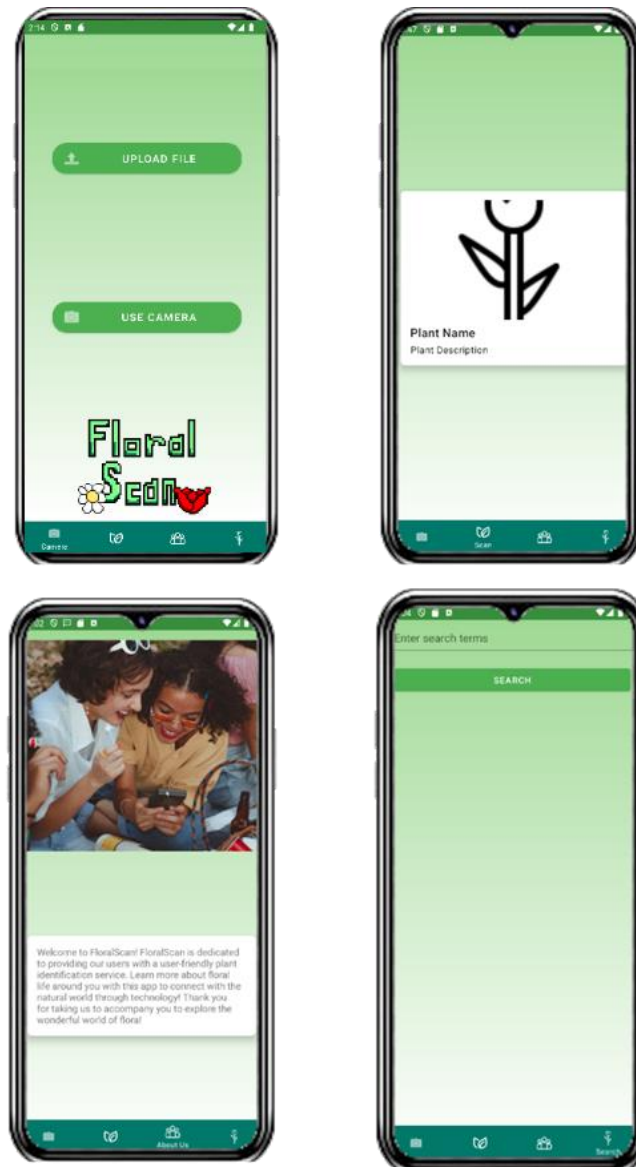 2:14
UPLOAD FILE
USE CAMERA
Floral
Scan
Camera
Plant Name
Plant Description
Scan
Welcome to FloralScan! FloralScan is dedicated
to providing our users with a user-friendly plant
identification service. Learn more about floral
life around you with this app to connect with the
natural world through technology! Thank you
for taking us to accompany you to explore the
wonderful world of flora!
About Us
Enter search terms
SEARCH
Search